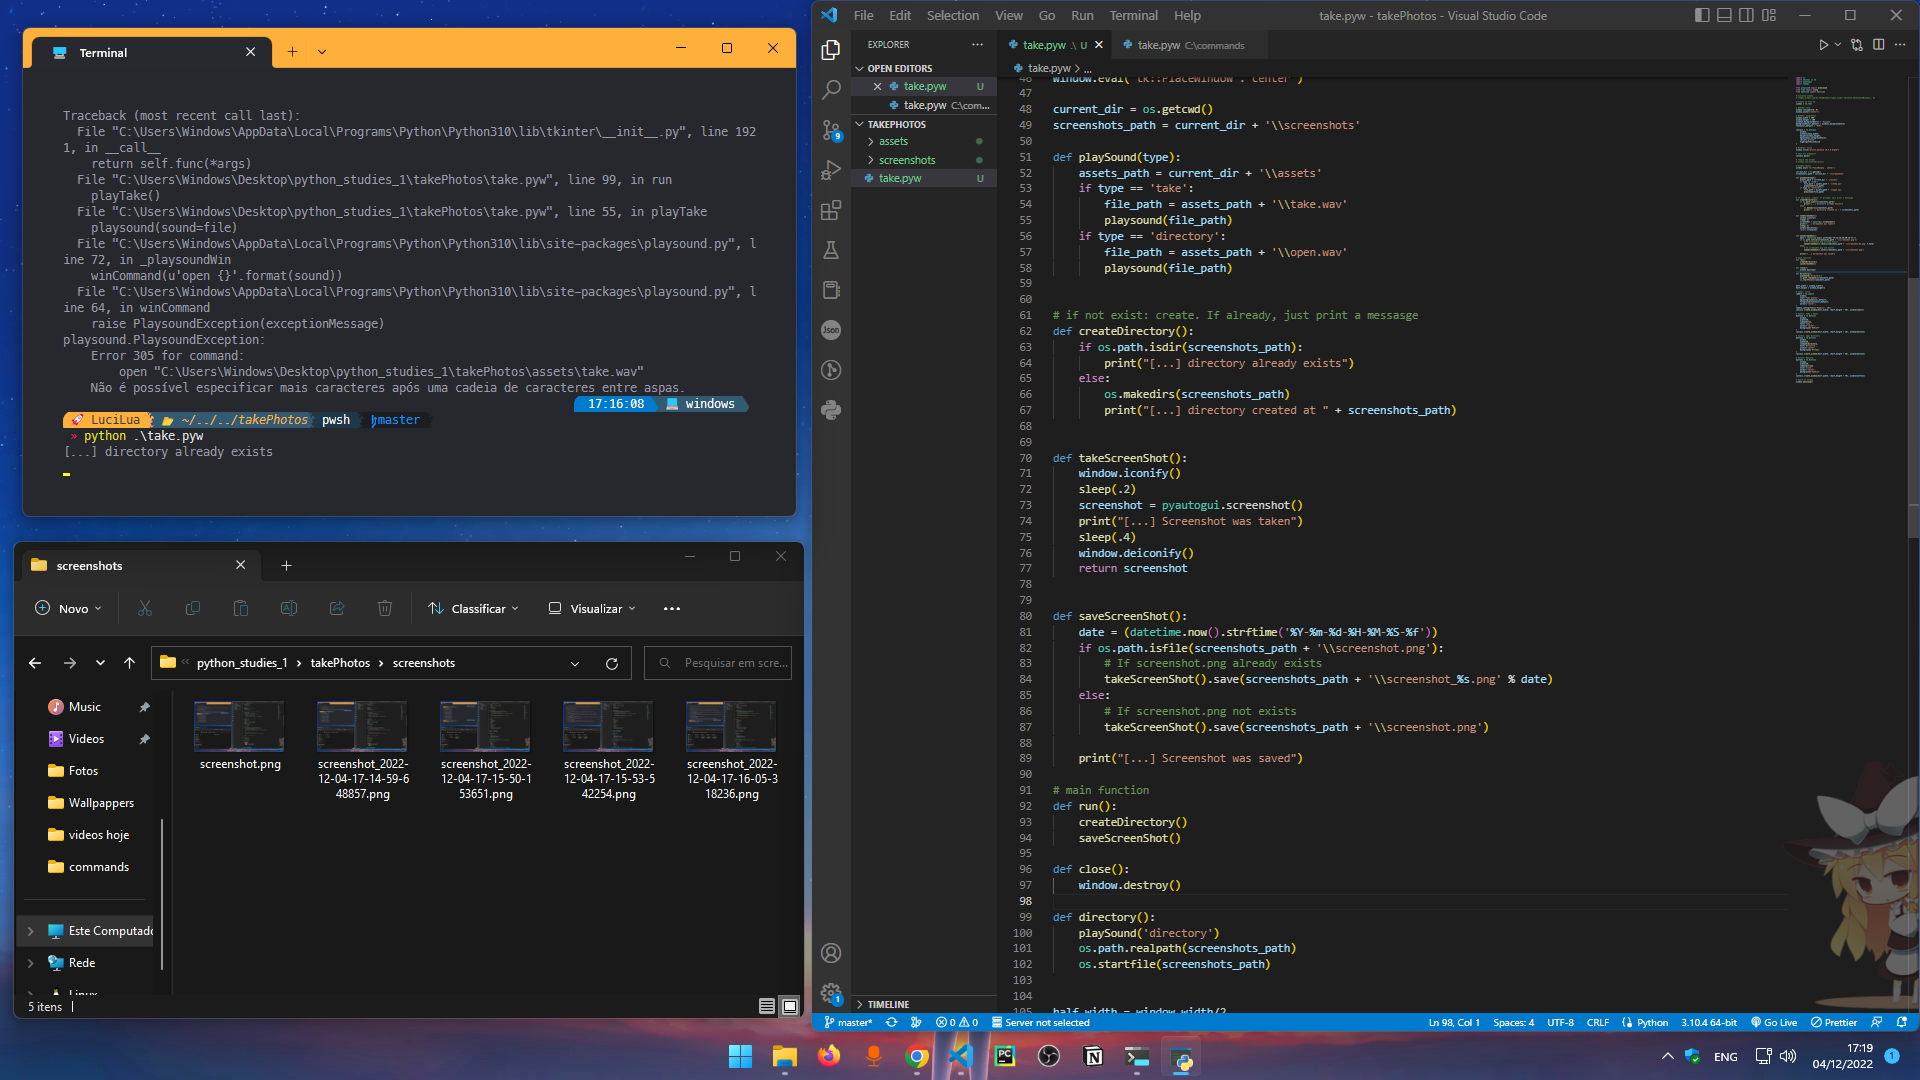 Terminal
Traceback (most recent call last):
File "C:\Users\Windows\AppData\Local\Programs\Python\Python310\lib\tkinter\__init__.py", line 192
1, in __call__
return self.func(*args)
File "C:\Users\Windows\Desktop\python_studies_1\takePhotos\take.pyw", line 99, in run
playTake()
File "C:\Users\Windows\Desktop\python_studies_1\takePhotos\take.pyw", line 55, in playTake
playsound(sound=file)
File "C:\Users\Windows\AppData\Local\Programs\Python\Python310\lib\site-packages\playsound.py", l
ine 72, in _playsoundWin
winCommand(u'open {}'.format(sound))
File "C:\Users\Windows\AppData\Local\Programs\Python\Python310\lib\site-packages\playsound.py", l
ine 64, in winCommand
raise PlaysoundException(exceptionMessage)
playsound.PlaysoundException:
Error 305 for command:
open "C:\Users\Windows\Desktop\python_studies_1\takePhotos\assets\take.wav"
Não é possível especificar mais caracteres após uma cadeia de caracteres entre aspas.
17:16:08 windows
LuciLua ~/../../takePhotos pwsh master
» python .\take.pyw
[...] directory already exists
screenshots
Novo
Classificar
Visualizar
python_studies_1 > takePhotos > screenshots
Pesquisar em scre...
Music
Videos
Fotos
Wallpappers
videos hoje
commands
Este Computado
Rede
Linux
screenshot.png
screenshot_2022-
12-04-17-14-59-6
48857.png
screenshot_2022-
12-04-17-15-50-1
53651.png
screenshot_2022-
12-04-17-15-53-5
42254.png
screenshot_2022-
12-04-17-16-05-3
18236.png
5 itens
File Edit Selection View Go Run Terminal Help
take.pyw - takePhotos - Visual Studio Code
EXPLORER
OPEN EDITORS
take.pyw U
take.pyw C:\com...
TAKEPHOTOS
assets
screenshots
take.pyw U
TIMELINE
Json
9
1
take.pyw .\ U
take.pyw C:\commands
take.pyw > ...
46 window.eval('tk::PlaceWindow . center')
47
48 current_dir = os.getcwd()
49 screenshots_path = current_dir + '\\screenshots'
50
51 def playSound(type):
52 assets_path = current_dir + '\\assets'
53 if type == 'take':
54 file_path = assets_path + '\\take.wav'
55 playsound(file_path)
56 if type == 'directory':
57 file_path = assets_path + '\\open.wav'
58 playsound(file_path)
59
60
61 # if not exist: create. If already, just print a messasge
62 def createDirectory():
63 if os.path.isdir(screenshots_path):
64 print("[...] directory already exists")
65 else:
66 os.makedirs(screenshots_path)
67 print("[...] directory created at " + screenshots_path)
68
69
70 def takeScreenShot():
71 window.iconify()
72 sleep(.2)
73 screenshot = pyautogui.screenshot()
74 print("[...] Screenshot was taken")
75 sleep(.4)
76 window.deiconify()
77 return screenshot
78
79
80 def saveScreenShot():
81 date = (datetime.now().strftime('%Y-%m-%d-%H-%M-%S-%f'))
82 if os.path.isfile(screenshots_path + '\\screenshot.png'):
83 # If screenshot.png already exists
84 takeScreenShot().save(screenshots_path + '\\screenshot_%s.png' % date)
85 else:
86 # If screenshot.png not exists
87 takeScreenShot().save(screenshots_path + '\\screenshot.png')
88
89 print("[...] Screenshot was saved")
90
91 # main function
92 def run():
93 createDirectory()
94 saveScreenShot()
95
96 def close():
97 window.destroy()
98
99 def directory():
100 playSound('directory')
101 os.path.realpath(screenshots_path)
102 os.startfile(screenshots_path)
103
104
105 half_width = window_width/2
master* 0 0 Server not selected
Ln 98, Col 1 Spaces: 4 UTF-8 CRLF Python 3.10.4 64-bit Go Live Prettier
ENG
17:19
04/12/2022
1